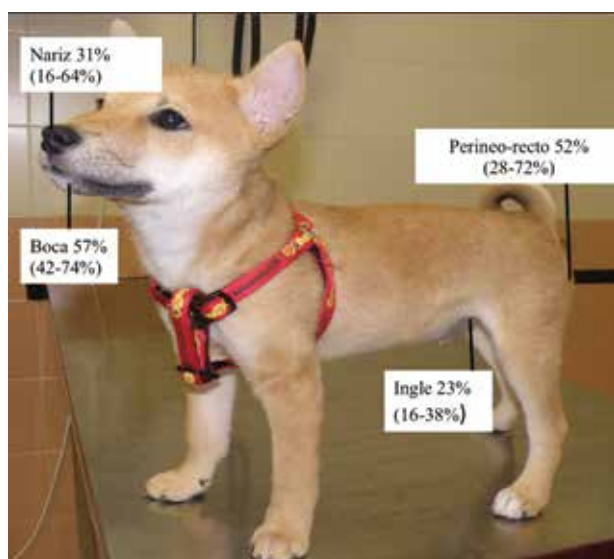 Nariz 31%
(16-64%)
Perineo-recto 52%
(28-72%)
Boca 57%
(42-74%)
Ingle 23%
(16-38%)